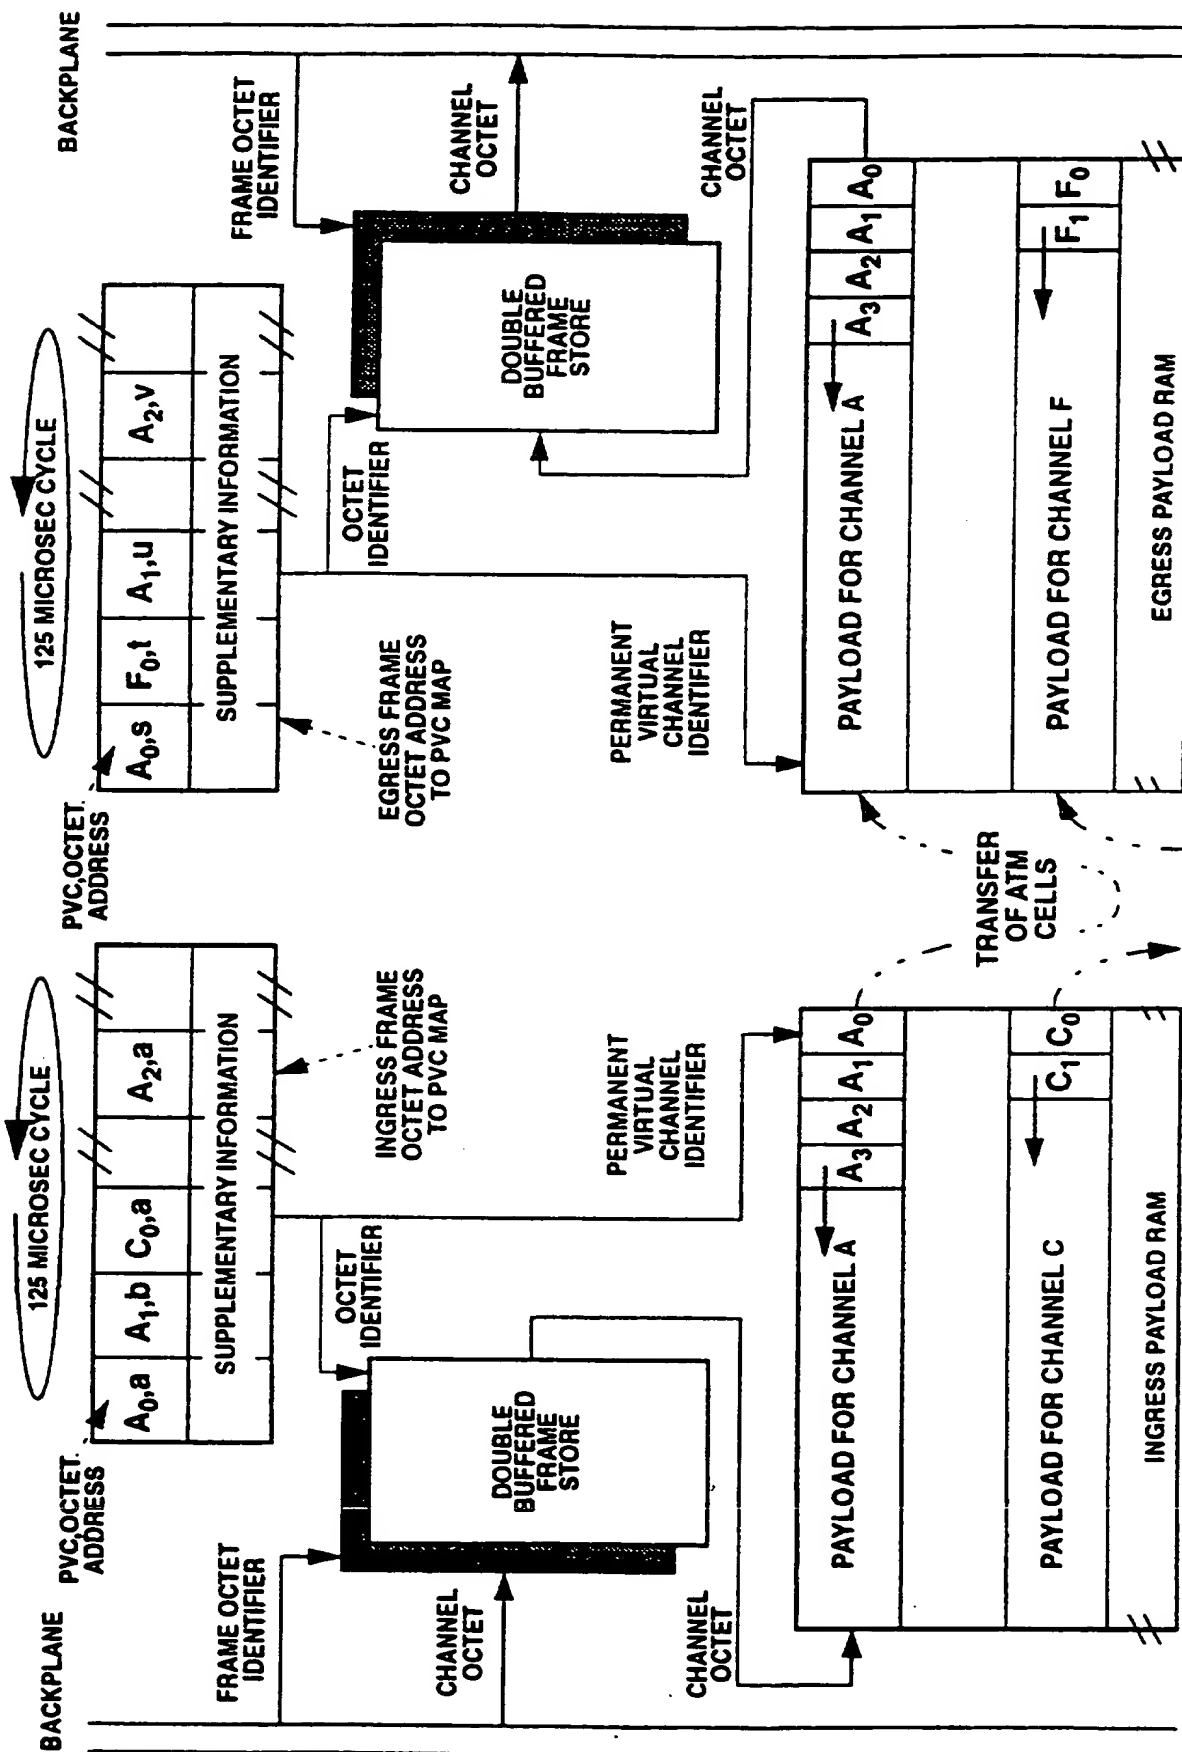 BACKPLANE
PVC,OCTET.
ADDRESS
125 MICROSEC CYCLE
A0,a
A1,b
C0,a
A2,a
SUPPLEMENTARY INFORMATION
FRAME OCTET
IDENTIFIER
OCTET
IDENTIFIER
INGRESS FRAME
OCTET ADDRESS
TO PVC MAP
CHANNEL
OCTET
DOUBLE
BUFFERED
FRAME
STORE
CHANNEL
OCTET
PERMANENT
VIRTUAL
CHANNEL
IDENTIFIER
PAYLOAD FOR CHANNEL A
A3
A2
A1
A0
PAYLOAD FOR CHANNEL C
C1
C0
INGRESS PAYLOAD RAM
TRANSFER
OF ATM
CELLS
BACKPLANE
PVC,OCTET.
ADDRESS
125 MICROSEC CYCLE
A0,s
F0,t
A1,u
A2,v
SUPPLEMENTARY INFORMATION
EGRESS FRAME
OCTET ADDRESS
TO PVC MAP
OCTET
IDENTIFIER
FRAME OCTET
IDENTIFIER
DOUBLE
BUFFERED
FRAME
STORE
CHANNEL
OCTET
PERMANENT
VIRTUAL
CHANNEL
IDENTIFIER
CHANNEL
OCTET
PAYLOAD FOR CHANNEL A
A3
A2
A1
A0
PAYLOAD FOR CHANNEL F
F1
F0
EGRESS PAYLOAD RAM